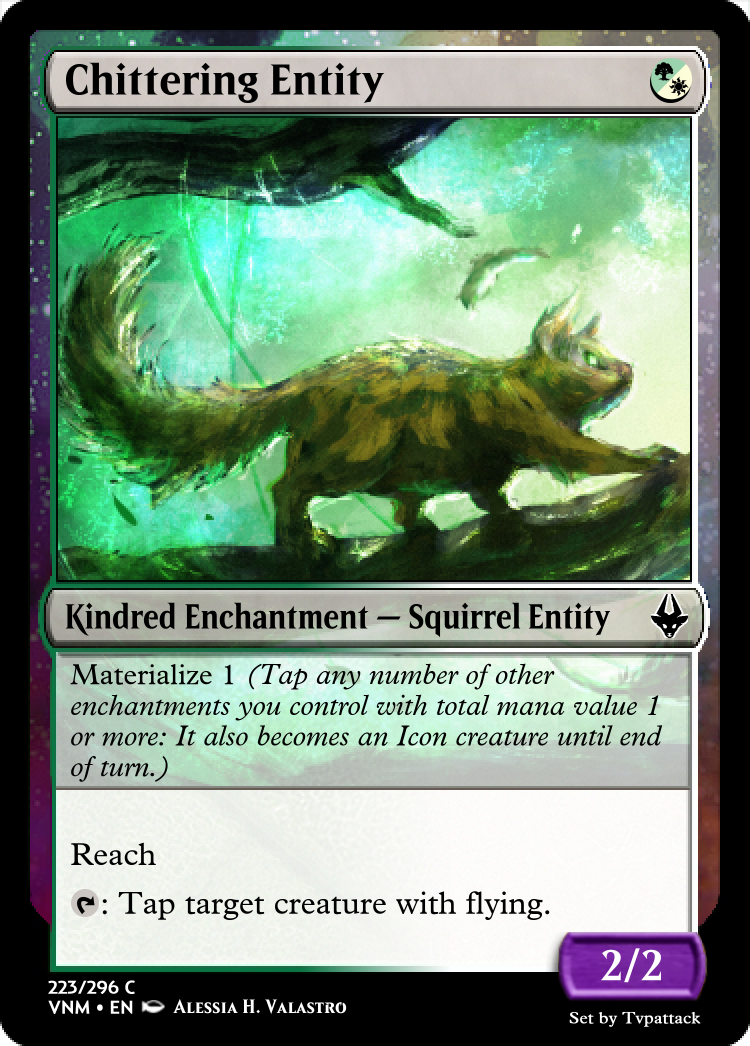 Chittering Entity
Kindred Enchantment — Squirrel Entity
Materialize 1 (Tap any number of other
enchantments you control with total mana value 1
or more: It also becomes an Icon creature until end
of turn.)
Reach
: Tap target creature with flying.
2/2
223/296 C
VNM • EN ALESSIA H. VALASTRO
Set by Tvpattack